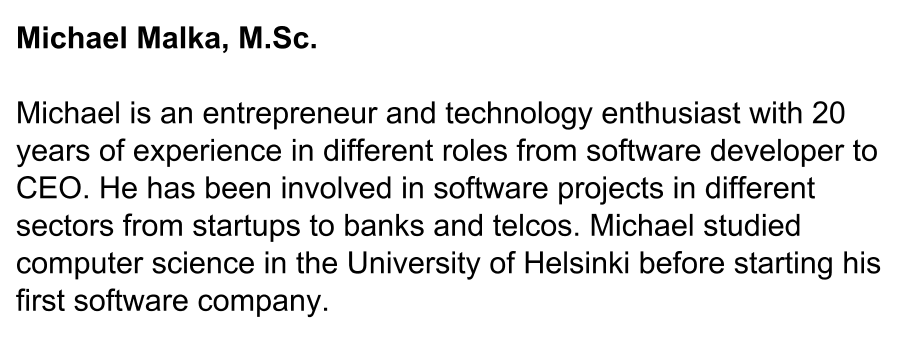 Michael Malka, M.Sc.
Michael is an entrepreneur and technology enthusiast with 20
years of experience in different roles from software developer to
CEO. He has been involved in software projects in different
sectors from startups to banks and telcos. Michael studied
computer science in the University of Helsinki before starting his
first software company.